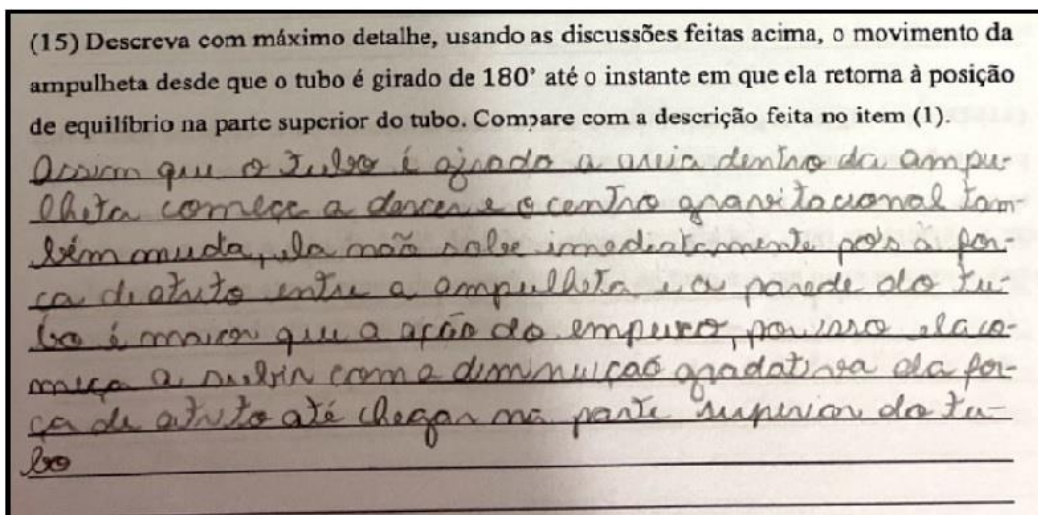 (15) Descreva com máximo detalhe, usando as discussões feitas acima, o movimento da
ampulheta desde que o tubo é girado de 180' até o instante em que ela retorna à posição
de equilíbrio na parte superior do tubo. Compare com a descrição feita no item (1).
Assim que o tubo é girado a areia dentro da ampu-
lheta começa a descer e o centro gravitacional tam-
bém muda, ela não sobe imediatamente pois a for-
ça de atrito entre a ampulheta e a parede do tu-
bo é maior que a ação do empuxo, por isso ela co-
meça a subir com a diminuição gradativa da for-
ça de atrito até chegar na parte superior do tu-
bo